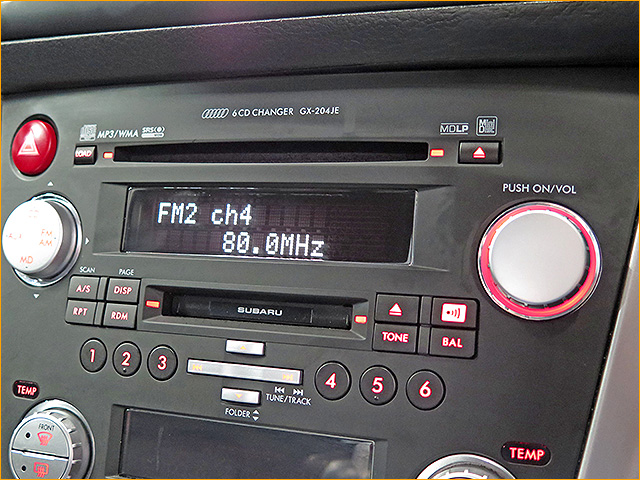 6 CD CHANGER GX-204JE
MP3/WMA SRS
MDLP
LOAD
PUSH ON/VOL
FM2 ch4
80.0MHz
FM
AM
MD
SCAN PAGE
A/S DISP
RPT RDM
SUBARU
TONE BAL
1 2 3 4 5 6
TUNE/TRACK
FOLDER
TEMP
FRONT
TEMP